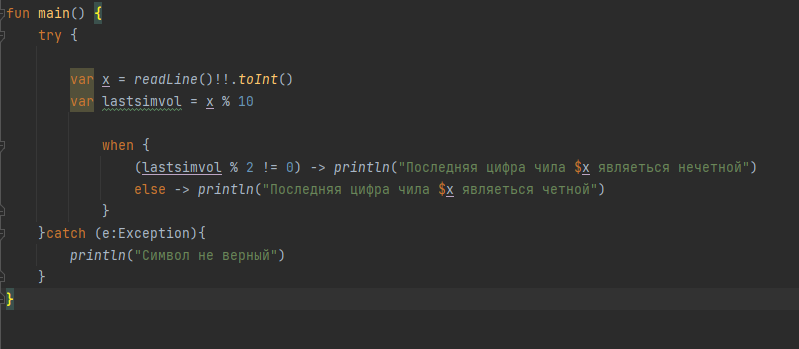 fun main() {
try {
var x = readLine()!!.toInt()
var lastsimvol = x % 10
when {
(lastsimvol % 2 != 0) -> println("Последняя цифра чила $x являеться нечетной")
else -> println("Последняя цифра чила $x являеться четной")
}
}catch (e:Exception){
println("Символ не верный")
}
}